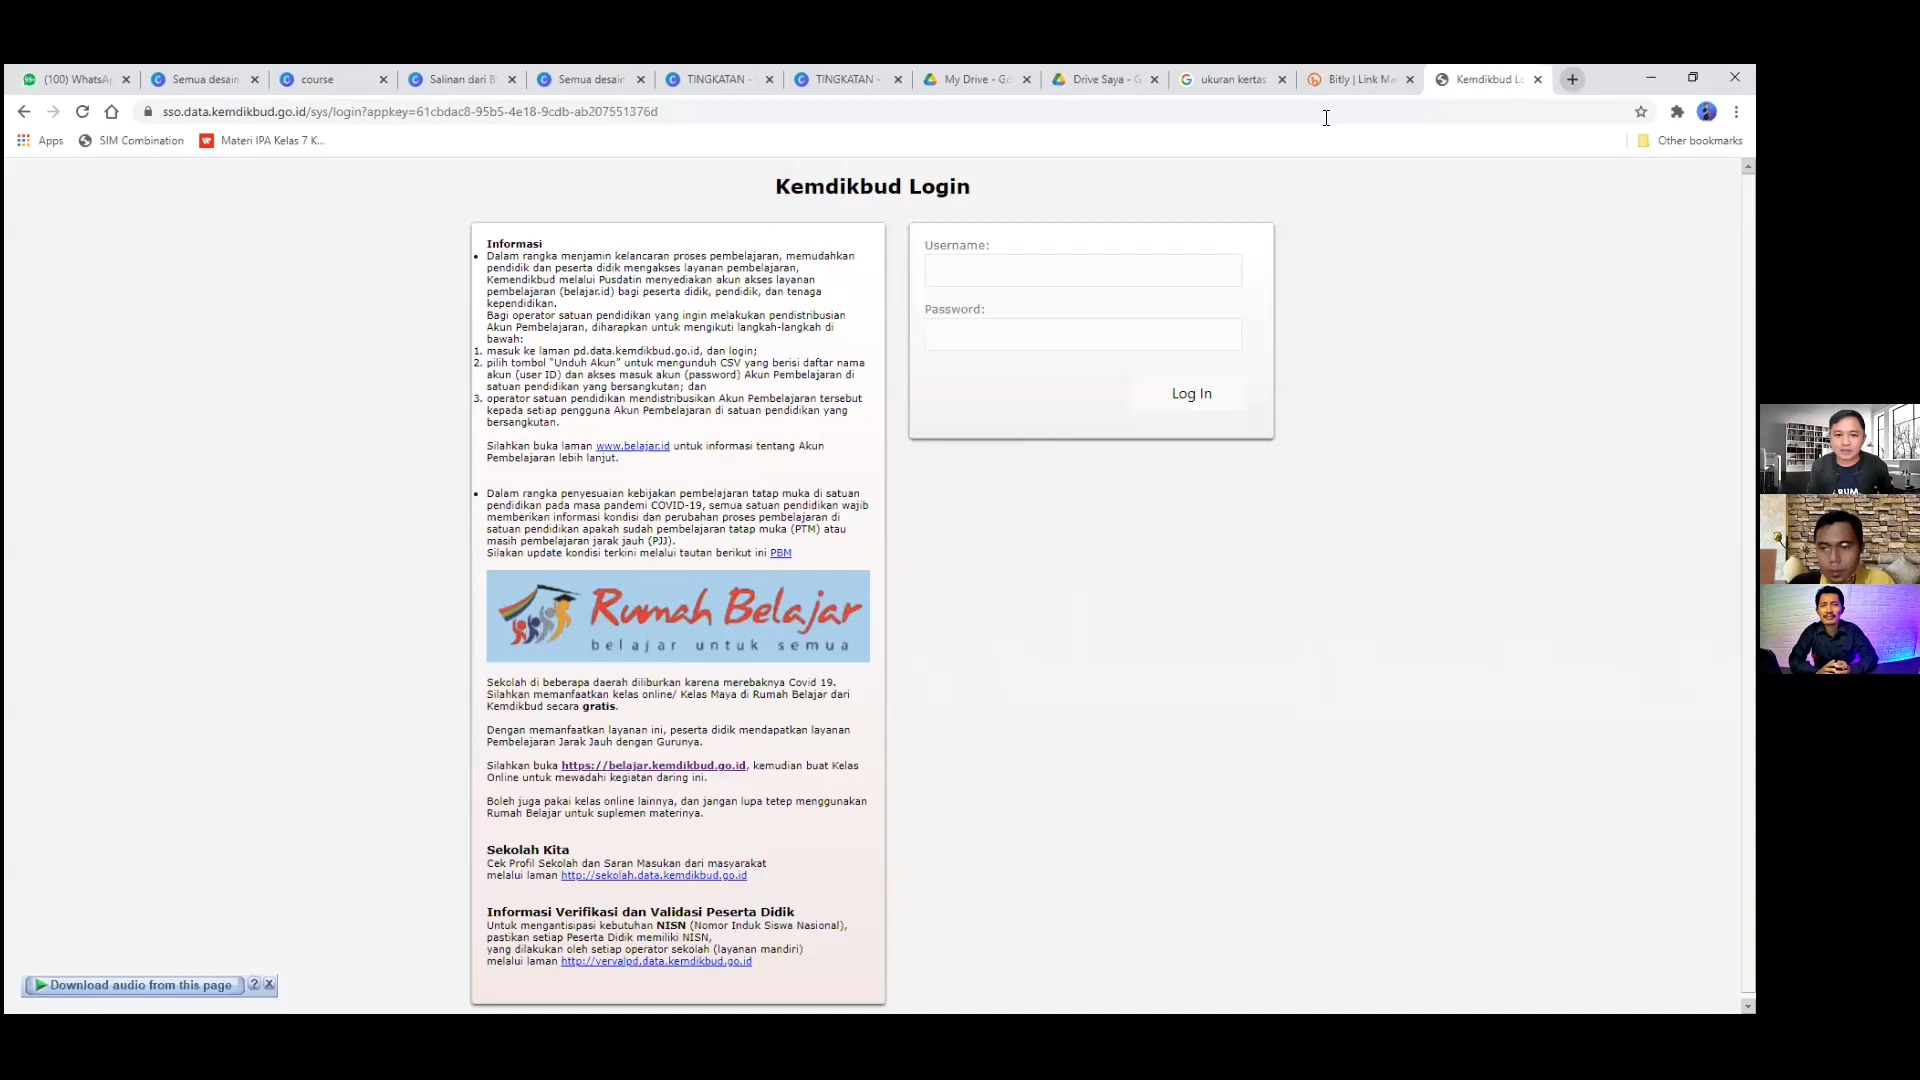 (100) WhatsA
Semua desain
course
Salinan dari B
Semua desain
TINGKATAN -
TINGKATAN -
My Drive - Go
Drive Saya - G
ukuran kertas
Bitly | Link Ma
Kemdikbud Lo
sso.data.kemdikbud.go.id/sys/login?appkey=61cbdac8-95b5-4e18-9cdb-ab207551376d
Apps
SIM Combination
Materi IPA Kelas 7 K...
Other bookmarks
Kemdikbud Login
Informasi
• Dalam rangka menjamin kelancaran proses pembelajaran, memudahkan
pendidik dan peserta didik mengakses layanan pembelajaran,
Kemendikbud melalui Pusdatin menyediakan akun akses layanan
pembelajaran (belajar.id) bagi peserta didik, pendidik, dan tenaga
kependidikan.
Bagi operator satuan pendidikan yang ingin melakukan pendistribusian
Akun Pembelajaran, diharapkan untuk mengikuti langkah-langkah di
bawah:
1. masuk ke laman pd.data.kemdikbud.go.id, dan login;
2. pilih tombol "Unduh Akun" untuk mengunduh CSV yang berisi daftar nama
akun (user ID) dan akses masuk akun (password) Akun Pembelajaran di
satuan pendidikan yang bersangkutan; dan
3. operator satuan pendidikan mendistribusikan Akun Pembelajaran tersebut
kepada setiap pengguna Akun Pembelajaran di satuan pendidikan yang
bersangkutan.
Silahkan buka laman www.belajar.id untuk informasi tentang Akun
Pembelajaran lebih lanjut.
• Dalam rangka penyesuaian kebijakan pembelajaran tatap muka di satuan
pendidikan pada masa pandemi COVID-19, semua satuan pendidikan wajib
memberikan informasi kondisi dan perubahan proses pembelajaran di
satuan pendidikan apakah sudah pembelajaran tatap muka (PTM) atau
masih pembelajaran jarak jauh (PJJ).
Silakan update kondisi terkini melalui tautan berikut ini PBM
Rumah Belajar
belajar untuk semua
Sekolah di beberapa daerah diliburkan karena merebaknya Covid 19.
Silahkan memanfaatkan kelas online/ Kelas Maya di Rumah Belajar dari
Kemdikbud secara gratis.
Dengan memanfaatkan layanan ini, peserta didik mendapatkan layanan
Pembelajaran Jarak Jauh dengan Gurunya.
Silahkan buka https://belajar.kemdikbud.go.id, kemudian buat Kelas
Online untuk mewadahi kegiatan daring ini.
Boleh juga pakai kelas online lainnya, dan jangan lupa tetep menggunakan
Rumah Belajar untuk suplemen materinya.
Sekolah Kita
Cek Profil Sekolah dan Saran Masukan dari masyarakat
melalui laman http://sekolah.data.kemdikbud.go.id
Informasi Verifikasi dan Validasi Peserta Didik
Untuk mengantisipasi kebutuhan NISN (Nomor Induk Siswa Nasional),
pastikan setiap Peserta Didik memiliki NISN,
yang dilakukan oleh setiap operator sekolah (layanan mandiri)
melalui laman http://vervalpd.data.kemdikbud.go.id
Username:
Password:
Log In
Download audio from this page
? X